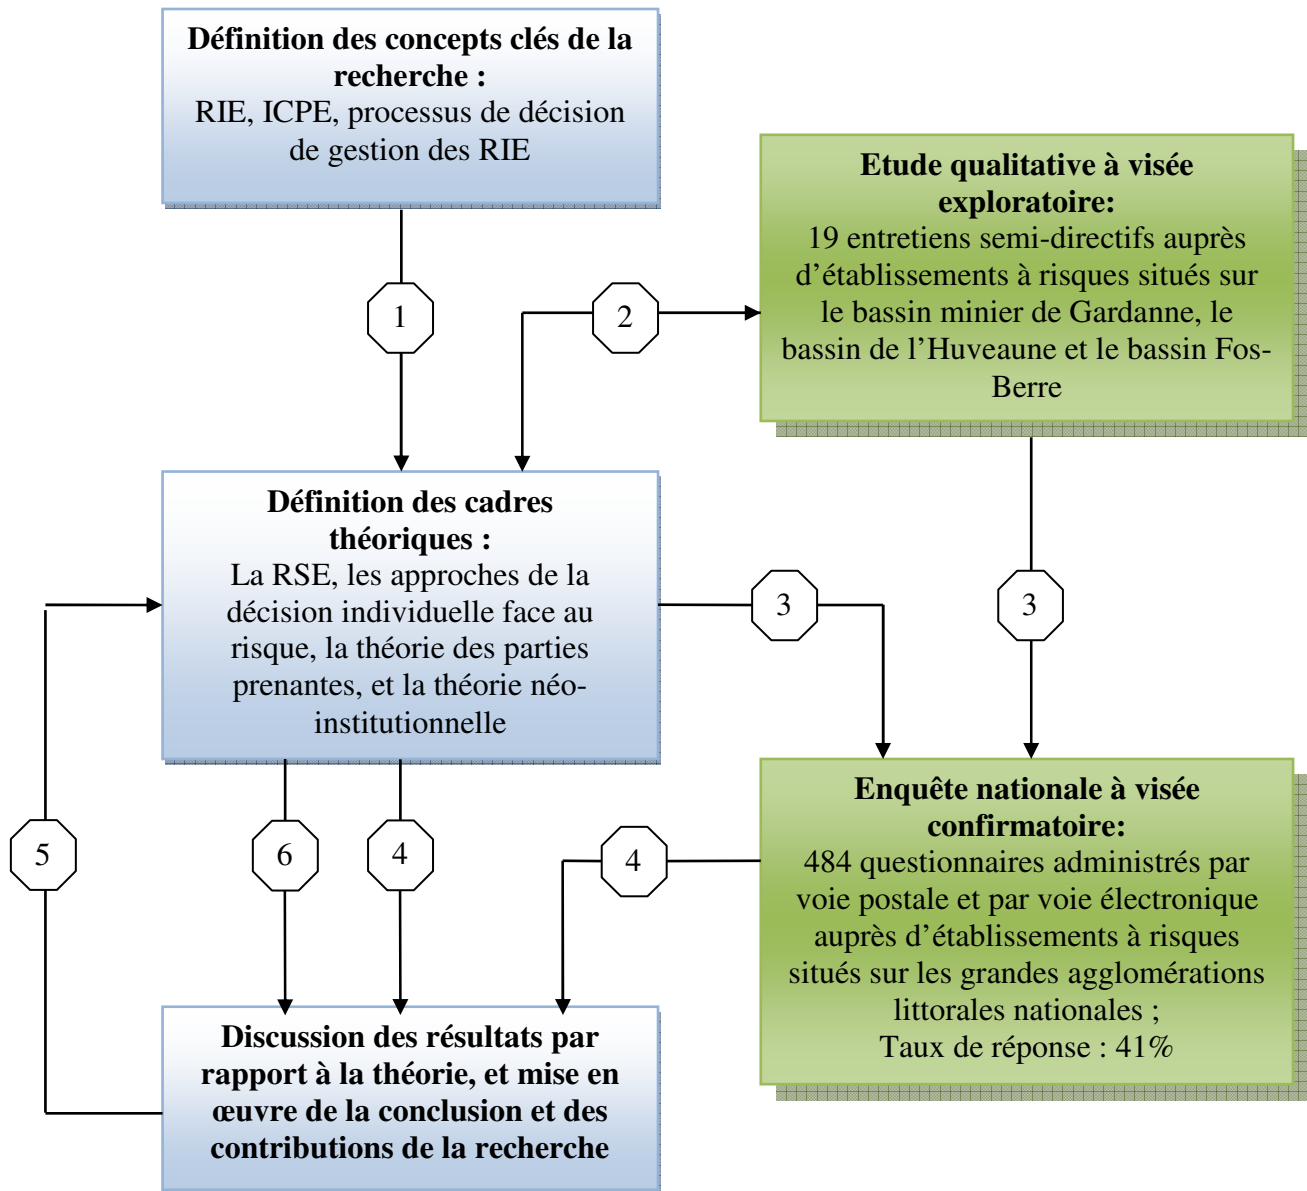 Définition des concepts clés de la
recherche :
RIE, ICPE, processus de décision
de gestion des RIE
Etude qualitative à visée
exploratoire:
19 entretiens semi-directifs auprès
d'établissements à risques situés sur
le bassin minier de Gardanne, le
bassin de l'Huveaune et le bassin Fos-
Berre
1
2
Définition des cadres
théoriques :
La RSE, les approches de la
décision individuelle face au
risque, la théorie des parties
prenantes, et la théorie néo-
institutionnelle
3
3
Enquête nationale à visée
confirmatoire:
484 questionnaires administrés par
voie postale et par voie électronique
auprès d'établissements à risques
situés sur les grandes agglomérations
littorales nationales ;
Taux de réponse : 41%
5
6
4
4
Discussion des résultats par
rapport à la théorie, et mise en
œuvre de la conclusion et des
contributions de la recherche